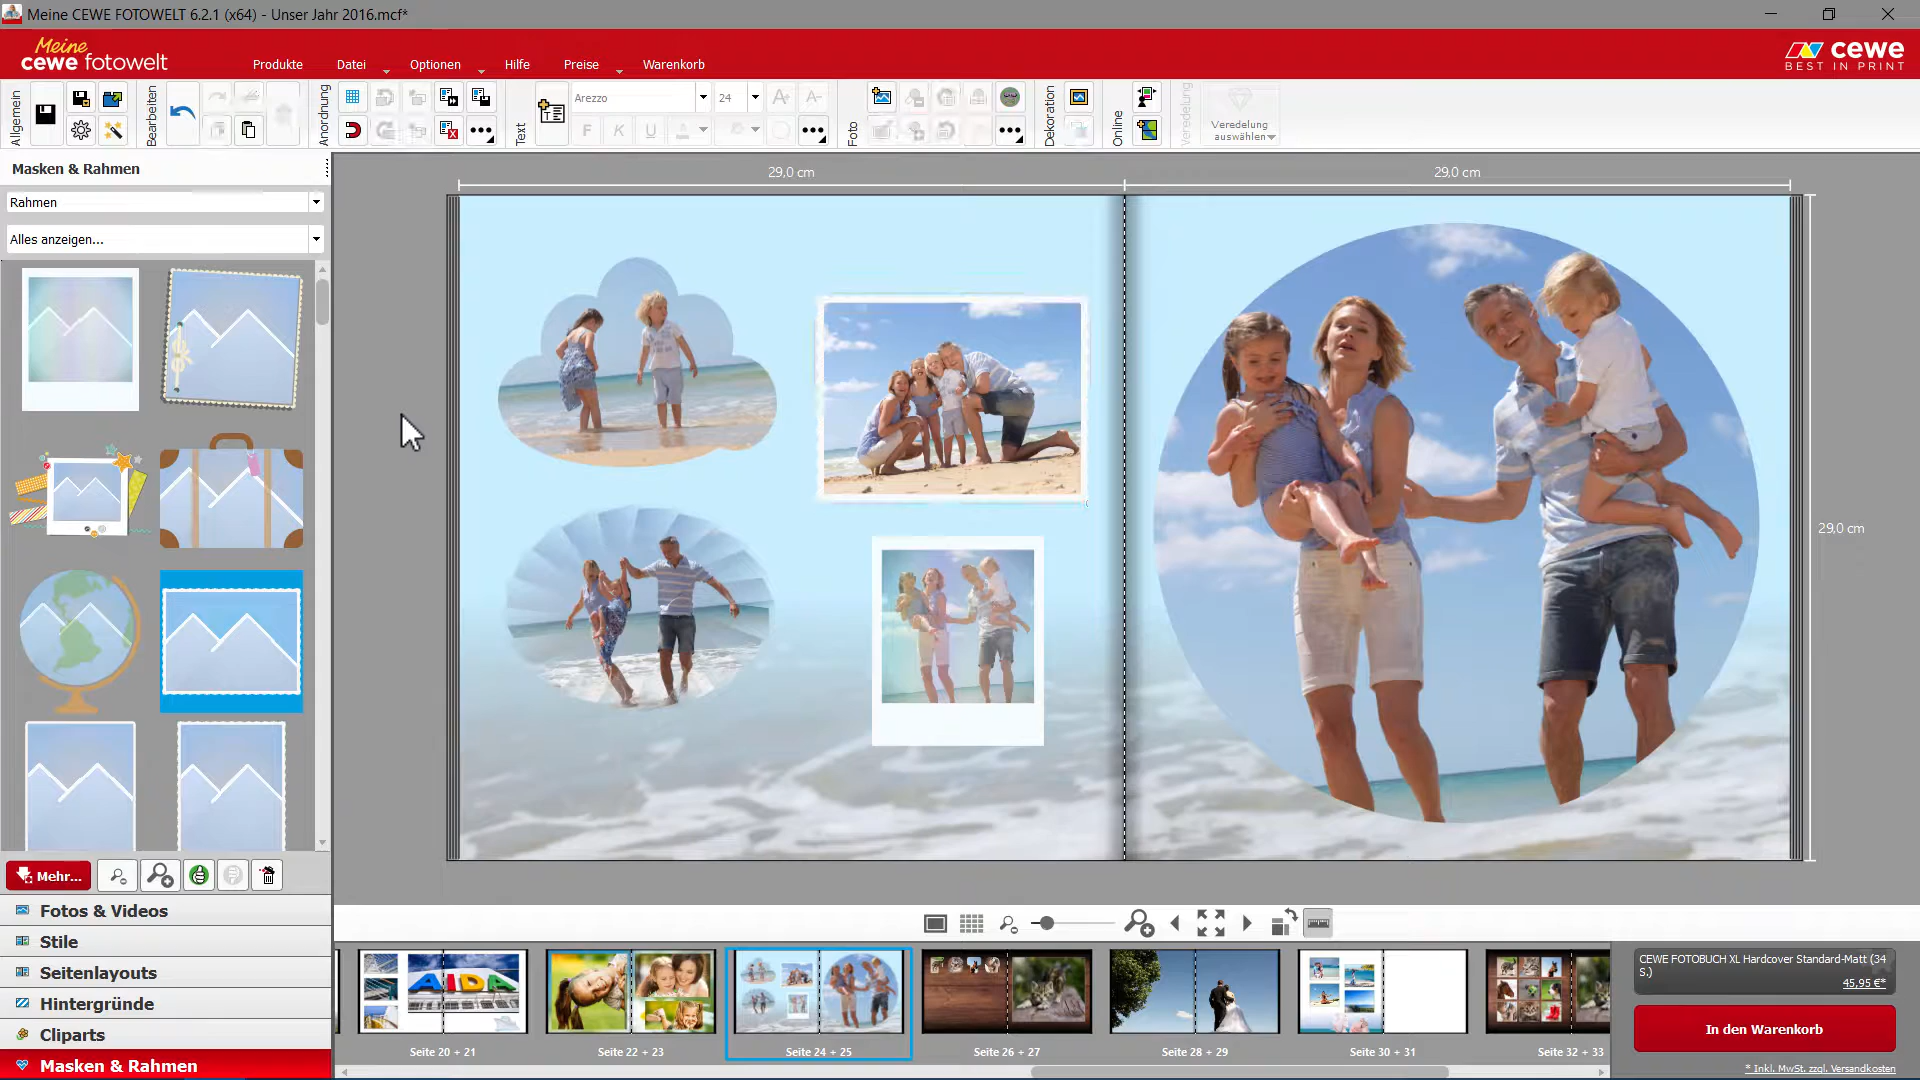 Meine CEWE FOTOWELT 6.2.1 (x64) - Unser Jahr 2016.mcf*
Meine
cewe fotowelt
Produkte
Datei
Optionen
Hilfe
Preise
Warenkorb
cewe
BEST IN PRINT
Allgemein
Bearbeiten
Anordnung
Text
Arezzo
24
A+
A-
F
K
U
A
Foto
Dekoration
Online
Veredelung
Veredelung
auswählen
Masken & Rahmen
Rahmen
Alles anzeigen...
29,0 cm
29,0 cm
29,0 cm
Mehr...
Fotos & Videos
Stile
Seitenlayouts
Hintergründe
Cliparts
Masken & Rahmen
AIDA
Seite 20 + 21
Seite 22 + 23
Seite 24 + 25
Seite 26 + 27
Seite 28 + 29
Seite 30 + 31
Seite 32 + 33
CEWE FOTOBUCH XL Hardcover Standard-Matt (34
S.)
45,95 €*
In den Warenkorb
* Inkl. MwSt. zzgl. Versandkosten